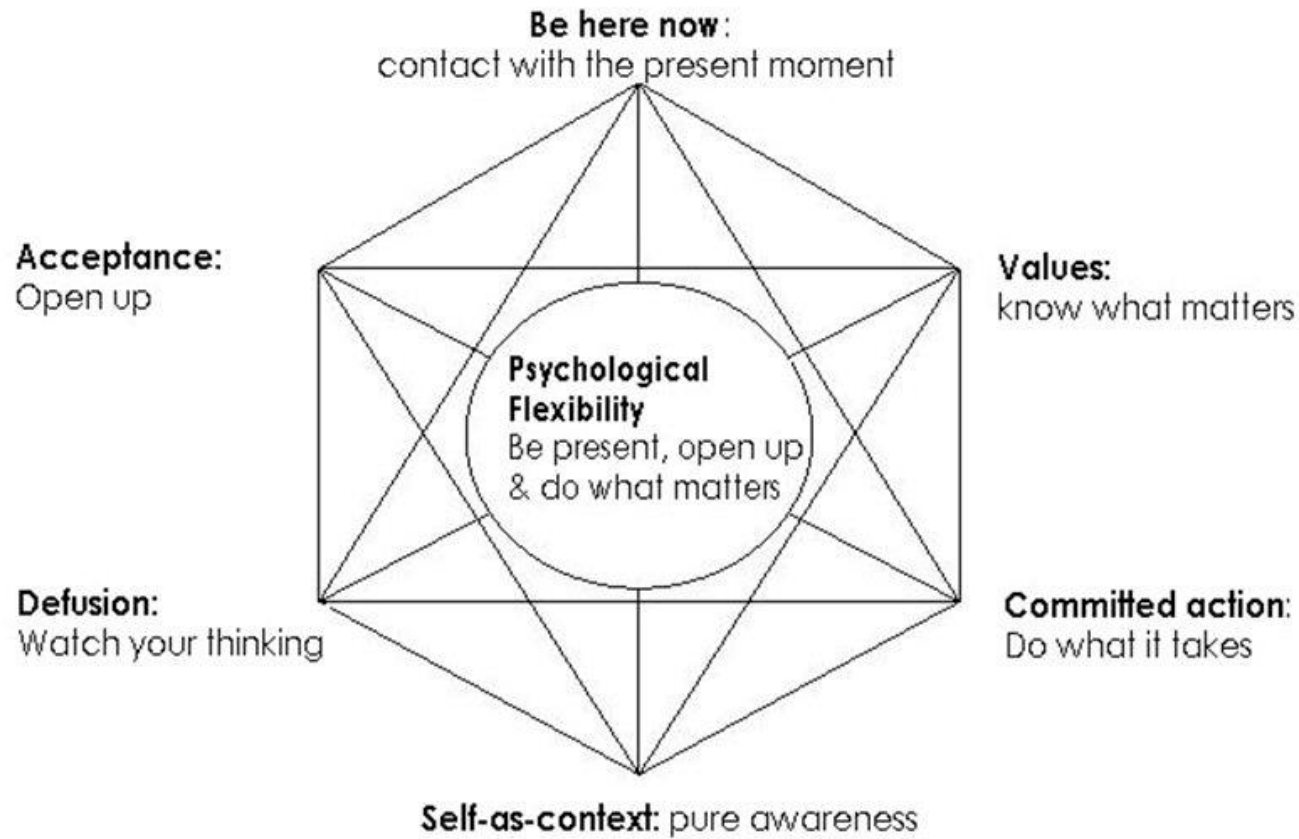 Be here now:
contact with the present moment
Acceptance:
Open up
Values:
know what matters
Psychological
Flexibility
Be present, open up
& do what matters
Defusion:
Watch your thinking
Committed action:
Do what it takes
Self-as-context: pure awareness